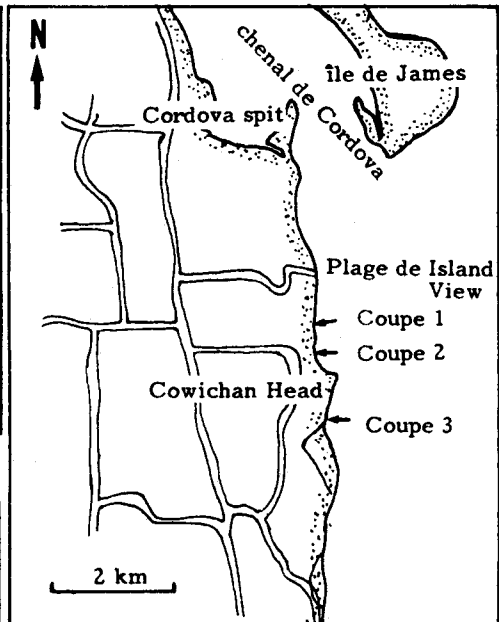 N
chenal de Cordova
île de James
Cordova spit
Plage de Island
View
Coupe 1
Coupe 2
Cowichan Head
Coupe 3
2 km